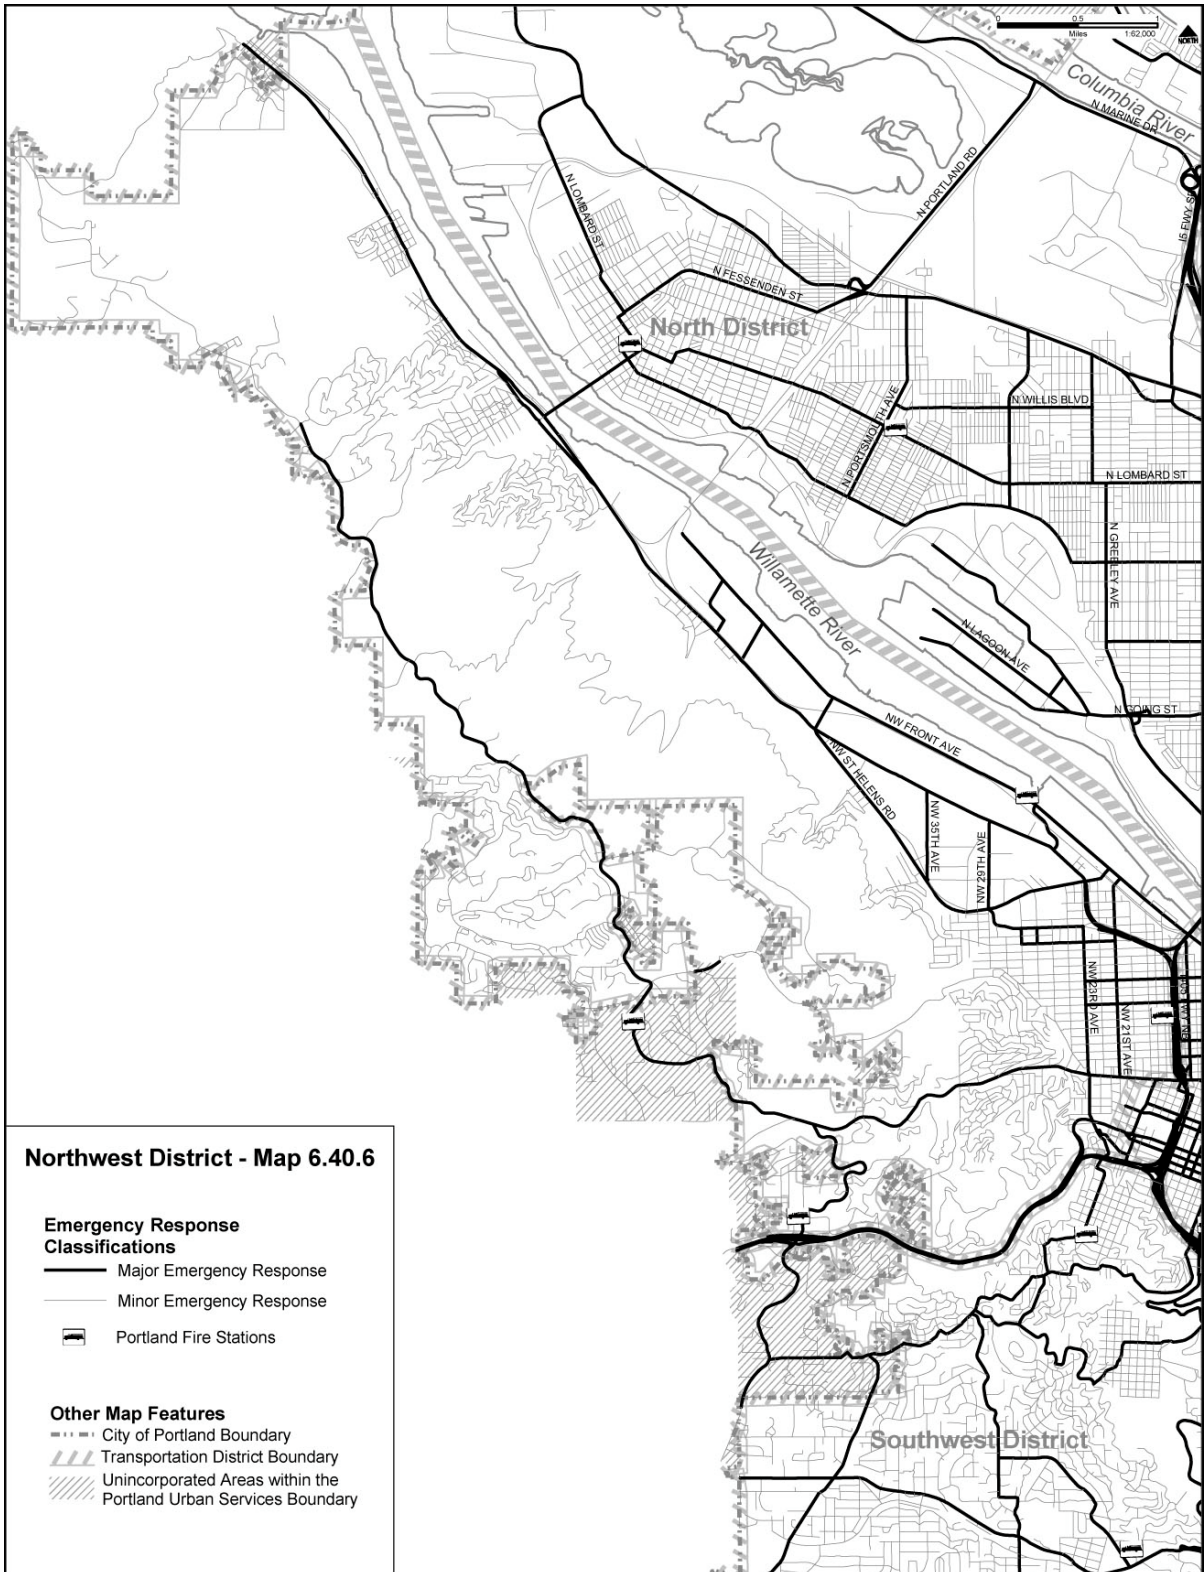 0 0.5 1
Miles 1:62,000
NORTH
Columbia River
N MARINE DR
N PORTLAND RD
I5 FWY S
N LOMBARD ST
N FESSENDEN ST
North District
N WILLIS BLVD
N PORTSMOUTH AVE
N LOMBARD ST
N GREELEY AVE
Willamette River
N LAGOON AVE
N GOING ST
NW FRONT AVE
NW ST HELENS RD
NW 35TH AVE
NW 29TH AVE
NW 23RD AVE
NW 21ST AVE
Northwest District - Map 6.40.6
Emergency Response
Classifications
Major Emergency Response
Minor Emergency Response
Portland Fire Stations
Other Map Features
City of Portland Boundary
Transportation District Boundary
Unincorporated Areas within the
Portland Urban Services Boundary
Southwest District